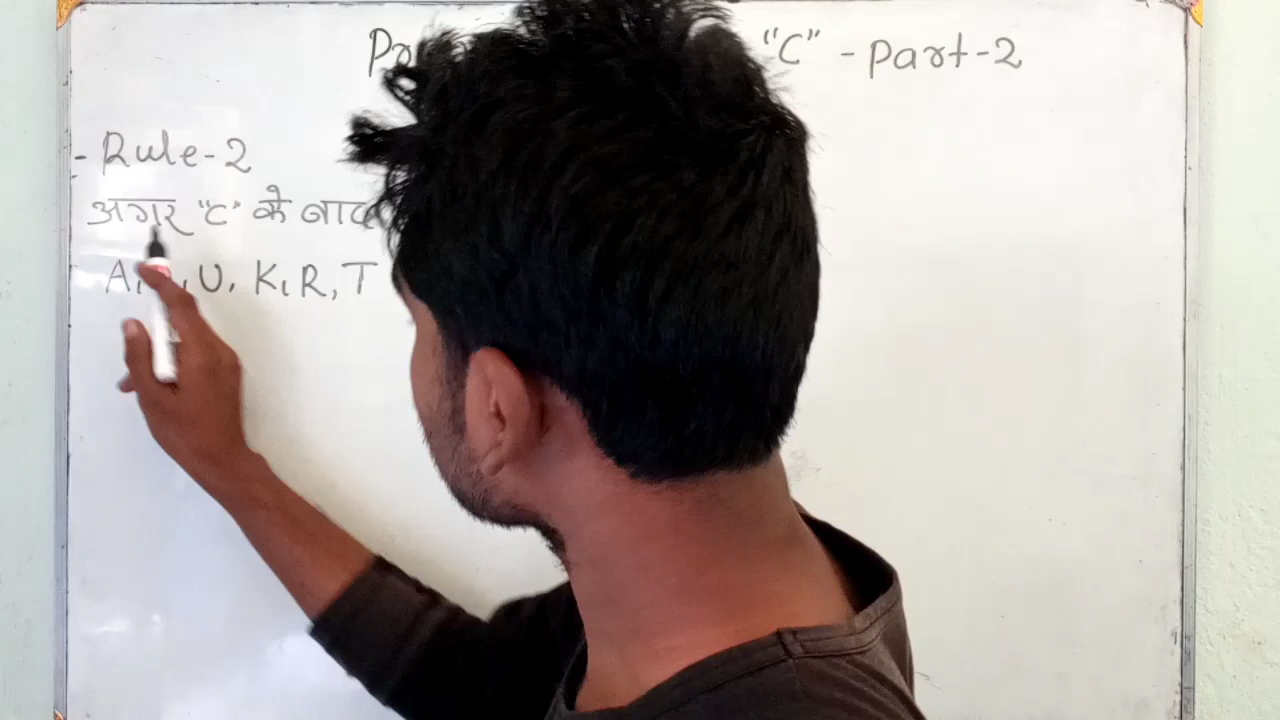 "C" - Part-2
- Rule-2
अगर "C" के बाद
A, U, K, R, T